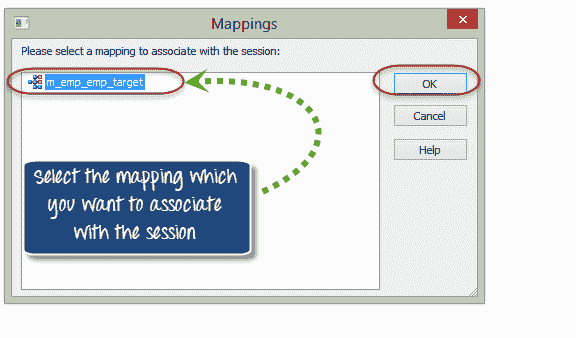 Mappings
Please select a mapping to associate with the session:
m_emp_emp_target
OK
Cancel
Help
Select the mapping which
you want to associate
with the session